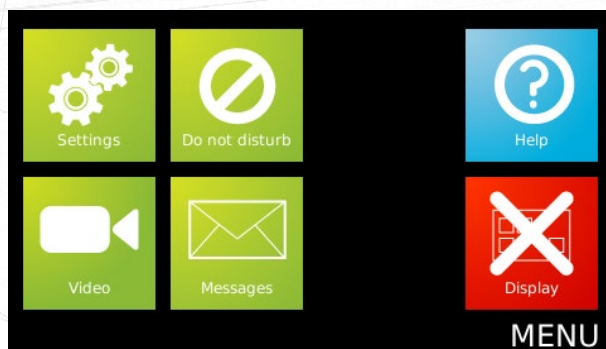 Settings
Do not disturb
Help
Video
Messages
Display
MENU